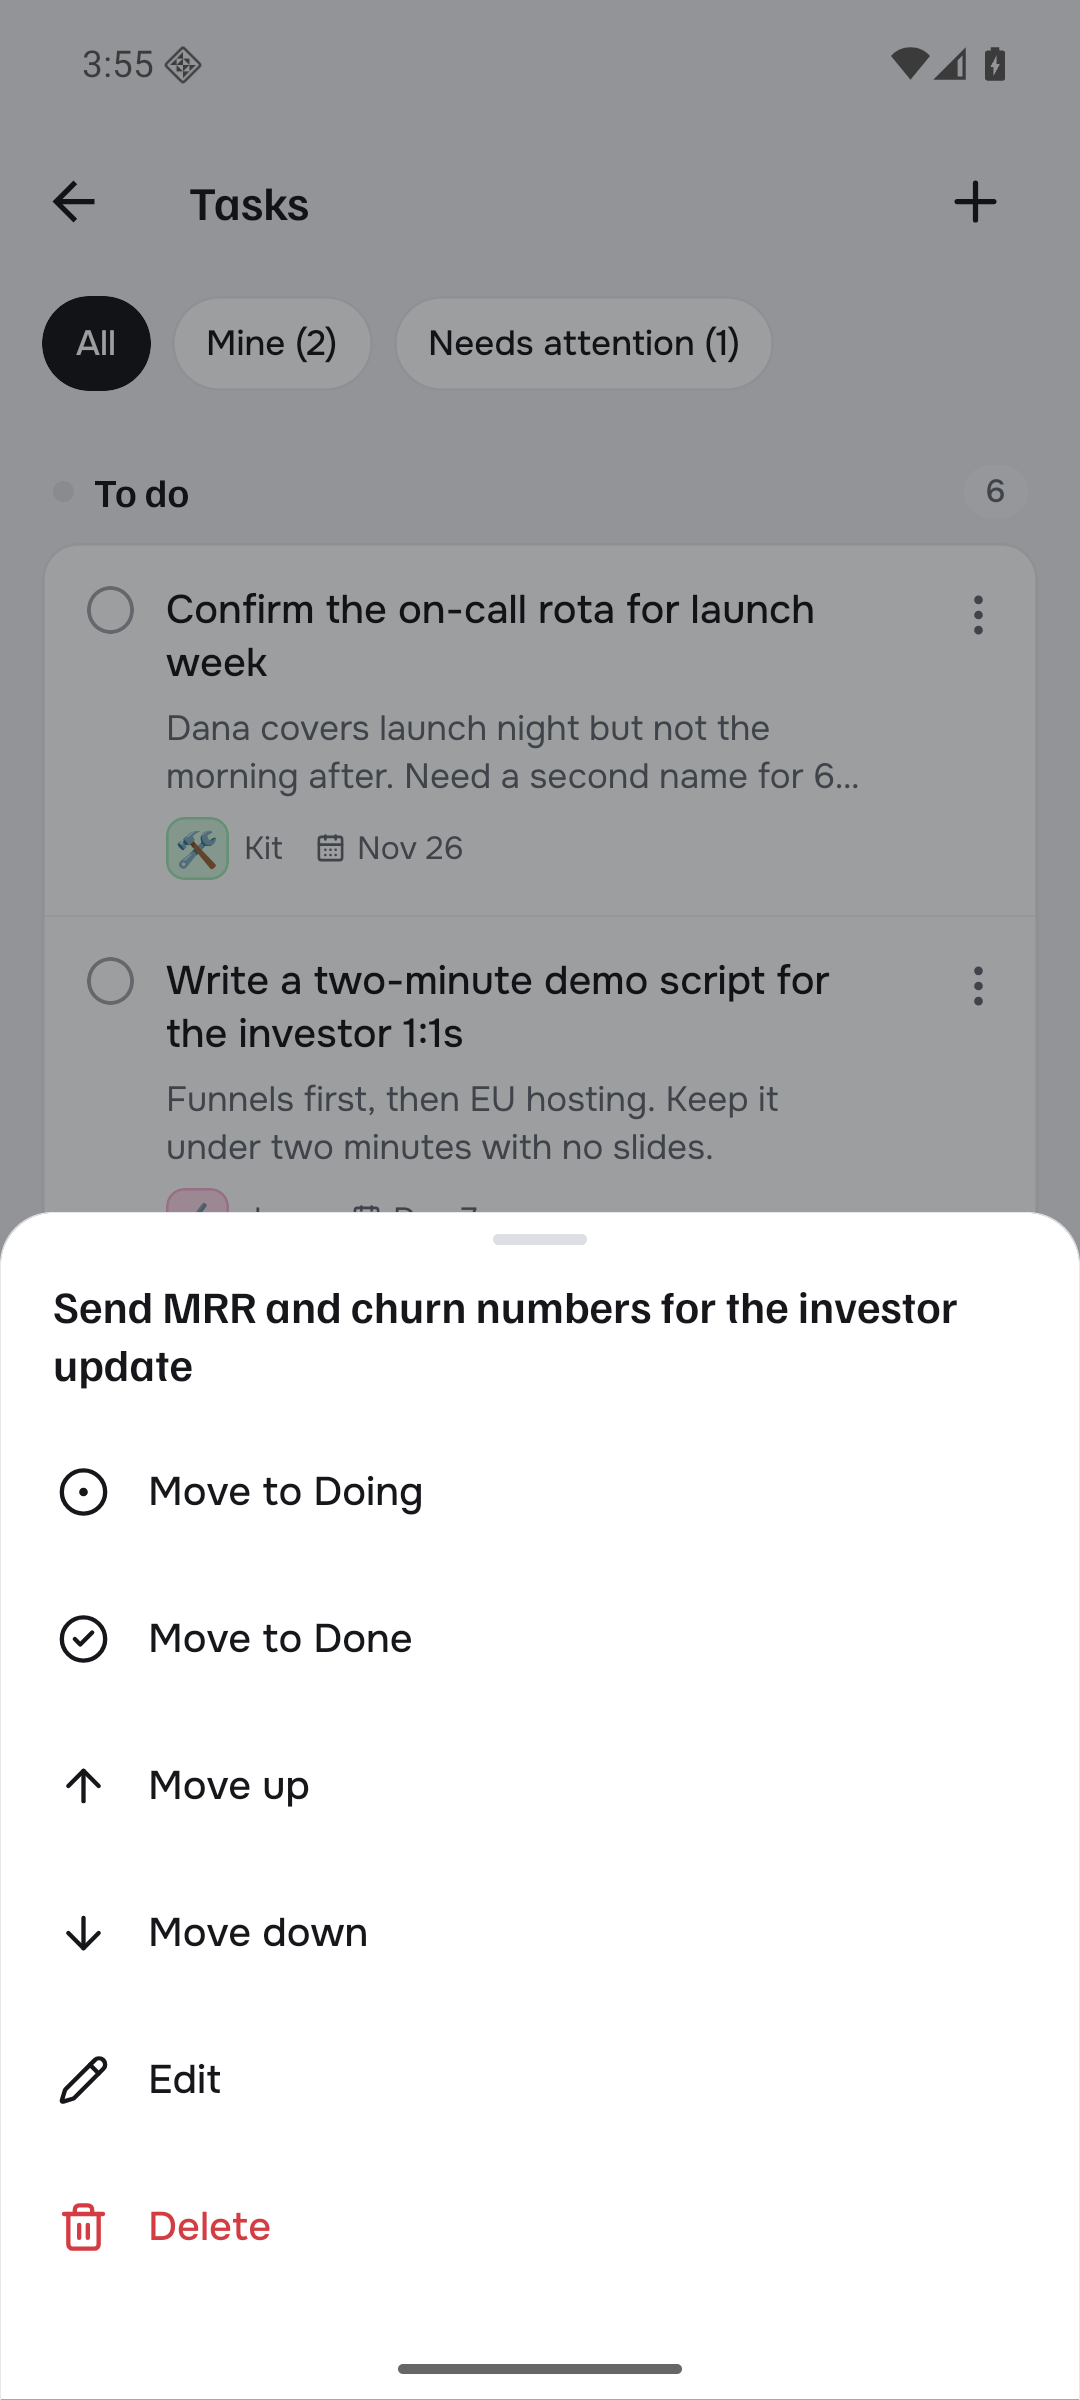 3:55
Tasks
All
Mine (2)
Needs attention (1)
To do
6
Confirm the on-call rota for launch
week
Dana covers launch night but not the
morning after. Need a second name for 6...
Kit
Nov 26
Write a two-minute demo script for
the investor 1:1s
Funnels first, then EU hosting. Keep it
under two minutes with no slides.
Send MRR and churn numbers for the investor
update
Move to Doing
Move to Done
Move up
Move down
Edit
Delete